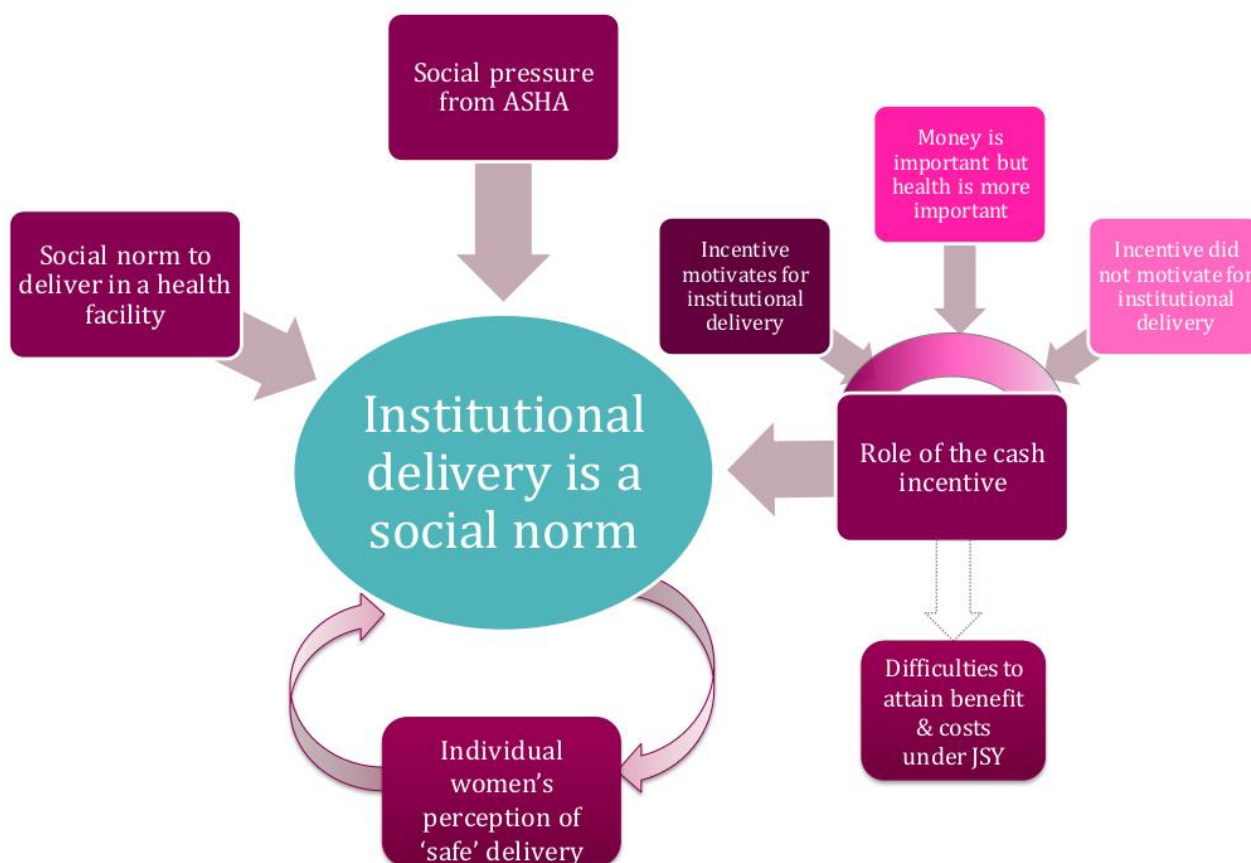 Social pressure
from ASHA
Social norm to
deliver in a health
facility
Money is
important but
health is more
important
Incentive
motivates for
institutional
delivery
Incentive did
not motivate for
institutional
delivery
Institutional
delivery is a
social norm
Role of the cash
incentive
Individual
women’s
perception of
‘safe’ delivery
Difficulties to
attain benefit
& costs
under JSY